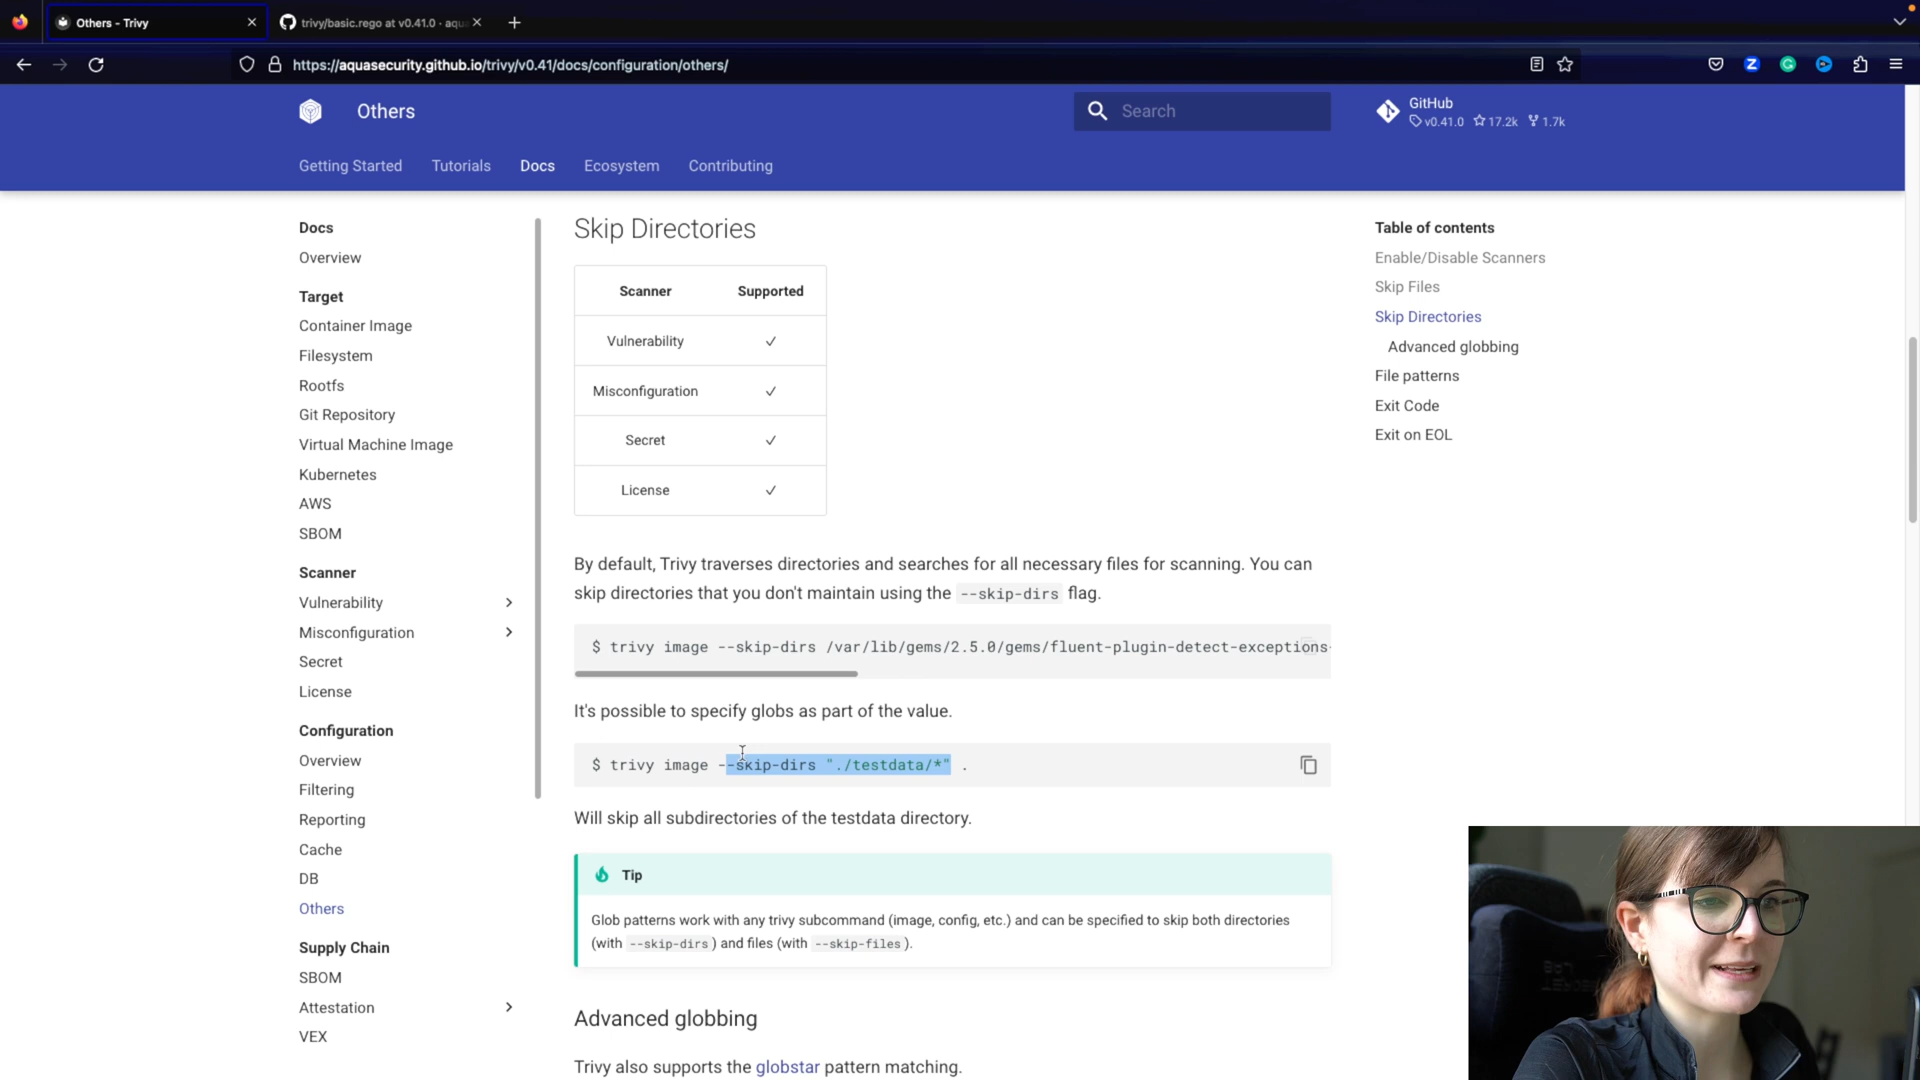 Others - Trivy
trivy/basic.rego at v0.41.0 · aqua
https://aquasecurity.github.io/trivy/v0.41/docs/configuration/others/
Others
Search
GitHub
v0.41.0 17.2k 1.7k
Getting Started Tutorials Docs Ecosystem Contributing
Docs
Overview
Target
Container Image
Filesystem
Rootfs
Git Repository
Virtual Machine Image
Kubernetes
AWS
SBOM
Scanner
Vulnerability
Misconfiguration
Secret
License
Configuration
Overview
Filtering
Reporting
Cache
DB
Others
Supply Chain
SBOM
Attestation
VEX
Skip Directories
Scanner Supported
Vulnerability ✓
Misconfiguration ✓
Secret ✓
License ✓
By default, Trivy traverses directories and searches for all necessary files for scanning. You can
skip directories that you don't maintain using the --skip-dirs flag.
$ trivy image --skip-dirs /var/lib/gems/2.5.0/gems/fluent-plugin-detect-exceptions-
It's possible to specify globs as part of the value.
$ trivy image --skip-dirs "./testdata/*" .
Will skip all subdirectories of the testdata directory.
Tip
Glob patterns work with any trivy subcommand (image, config, etc.) and can be specified to skip both directories
(with --skip-dirs) and files (with --skip-files).
Advanced globbing
Trivy also supports the globstar pattern matching.
Table of contents
Enable/Disable Scanners
Skip Files
Skip Directories
Advanced globbing
File patterns
Exit Code
Exit on EOL